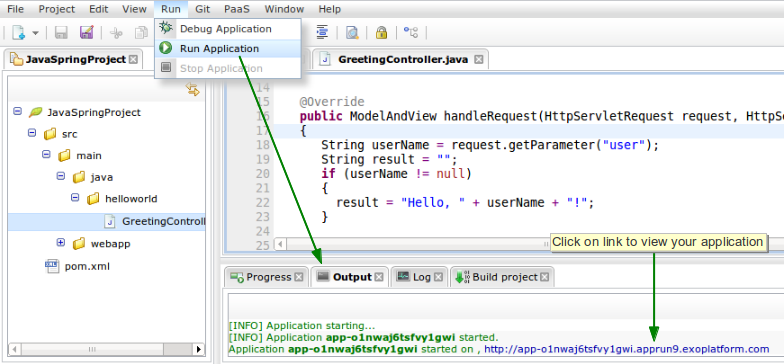 File Project Edit View Run Git PaaS Window Help
Debug Application
Run Application
Stop Application
JavaSpringProject
GreetingController.java
JavaSpringProject
src
main
java
helloworld
GreetingControll
webapp
pom.xml
15 @Override
16 public ModelAndView handleRequest(HttpServletRequest request, HttpSe
17 {
18 String userName = request.getParameter("user");
19 String result = "";
20 if (userName != null)
21 {
22 result = "Hello, " + userName + "!";
23 }
24
25
Click on link to view your application
Progress Output Log Build project
[INFO] Application starting...
[INFO] Application app-o1nwaj6tsfvy1gwi started.
Application app-o1nwaj6tsfvy1gwi started on , http://app-o1nwaj6tsfvy1gwi.apprun9.exoplatform.com